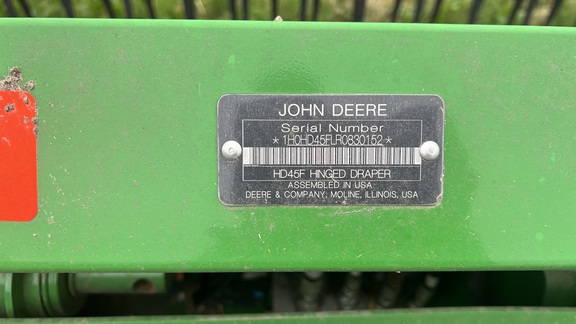 JOHN DEERE
Serial Number
*1H0HD45FLR0830152*
HD45F HINGED DRAPER
ASSEMBLED IN USA
DEERE & COMPANY, MOLINE, ILLINOIS, USA